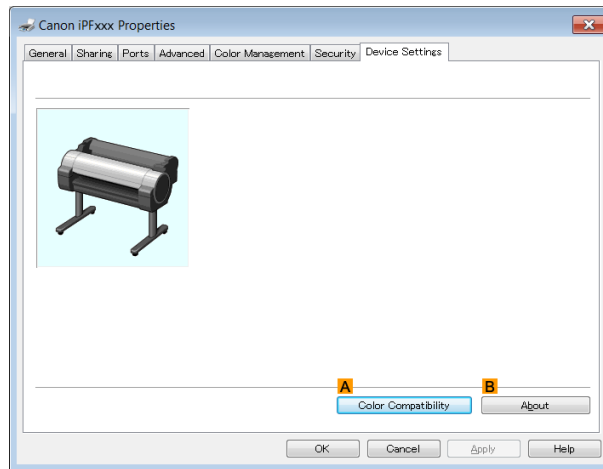 Canon iPFxxx Properties
General Sharing Ports Advanced Color Management Security Device Settings
A B
Color Compatibility About
OK Cancel Apply Help